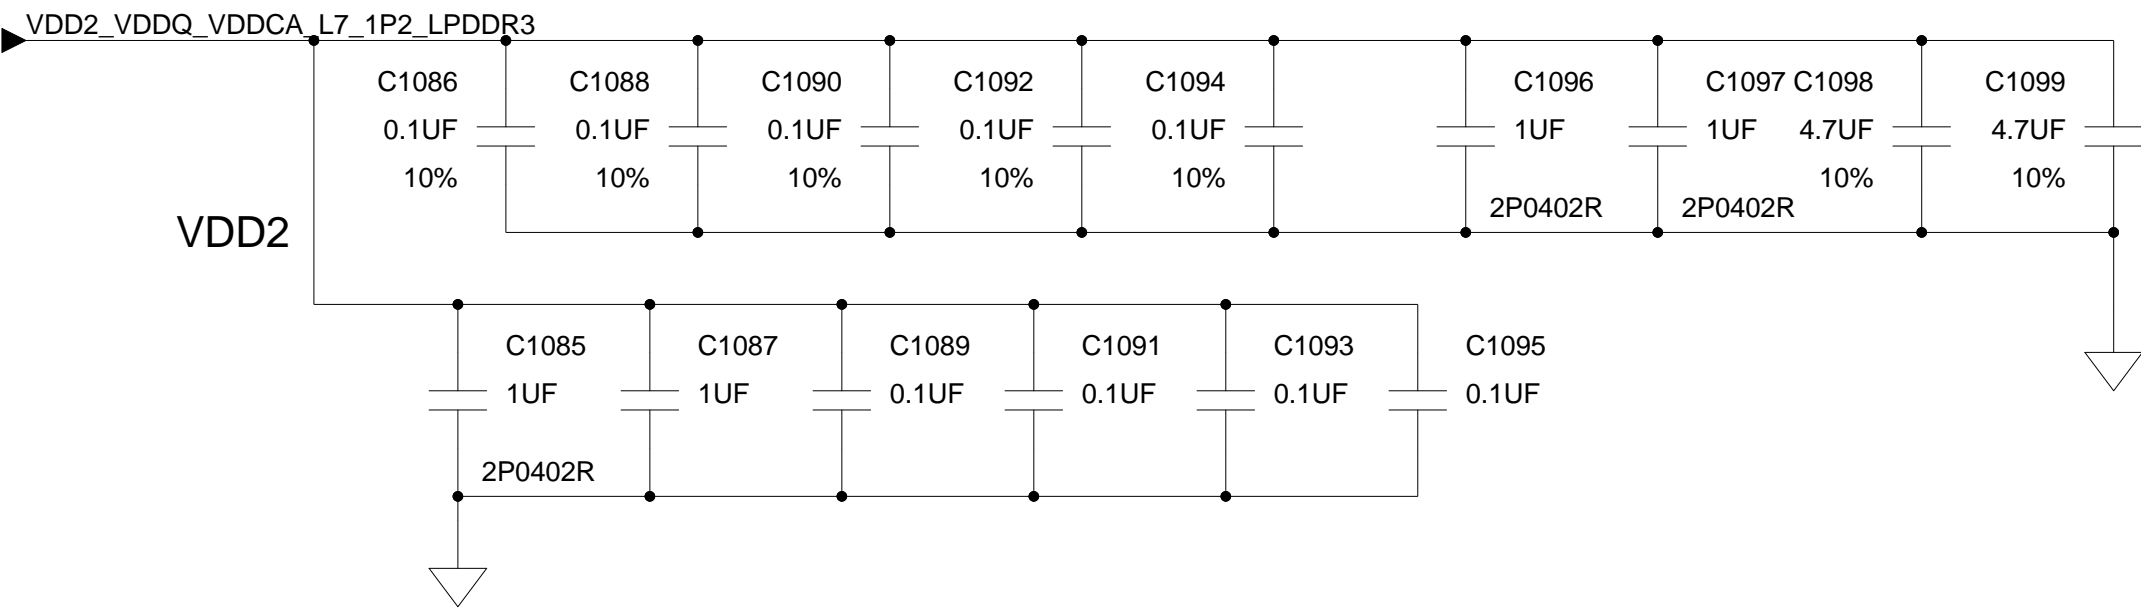 VDD2_VDDQ_VDDCA_L7_1P2_LPDDR3
C1086 C1088 C1090 C1092 C1094 C1096 C1097 C1098 C1099
0.1UF 0.1UF 0.1UF 0.1UF 0.1UF 1UF 1UF 4.7UF 4.7UF
10% 10% 10% 10% 10% 10% 10%
2P0402R 2P0402R
VDD2
C1085 C1087 C1089 C1091 C1093 C1095
1UF 1UF 0.1UF 0.1UF 0.1UF 0.1UF
2P0402R